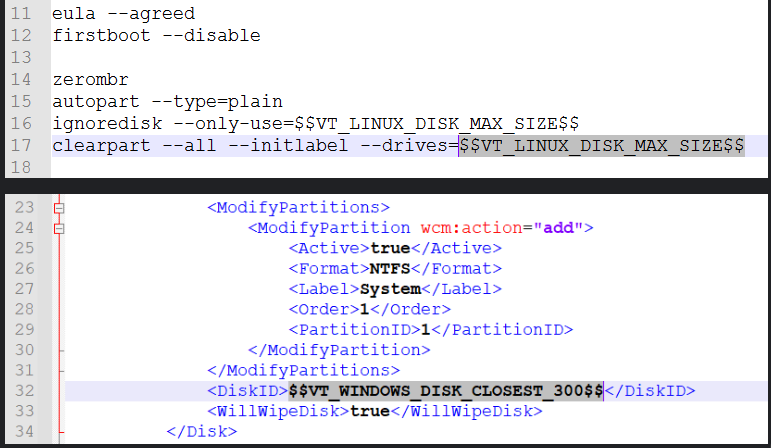 11 eula --agreed
12 firstboot --disable
13
14 zerombr
15 autopart --type=plain
16 ignoredisk --only-use=$$VT_LINUX_DISK_MAX_SIZE$$
17 clearpart --all --initlabel --drives=$$VT_LINUX_DISK_MAX_SIZE$$
18
23 <ModifyPartitions>
24 <ModifyPartition wcm:action="add">
25 <Active>true</Active>
26 <Format>NTFS</Format>
27 <Label>System</Label>
28 <Order>1</Order>
29 <PartitionID>1</PartitionID>
30 </ModifyPartition>
31 </ModifyPartitions>
32 <DiskID>$$VT_WINDOWS_DISK_CLOSEST_300$$</DiskID>
33 <WillWipeDisk>true</WillWipeDisk>
34 </Disk>